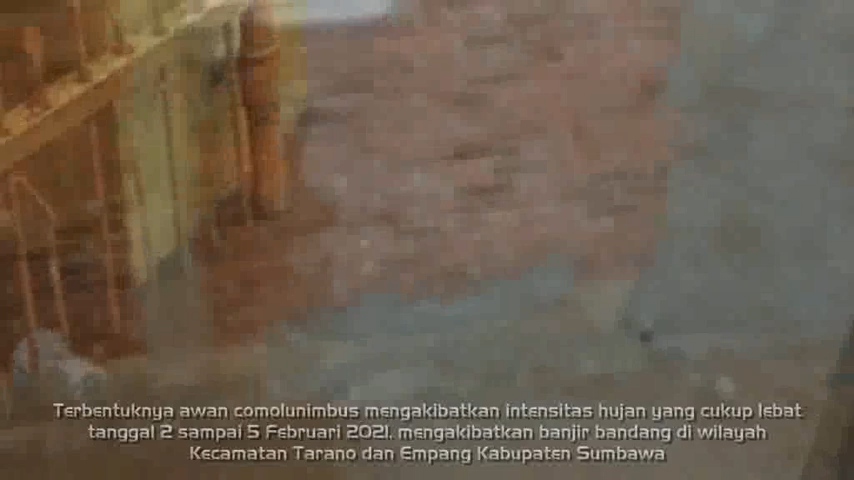 Terbentuknya awan comolunimbus mengakibatkan intensitas hujan yang cukup lebat
tanggal 2 sampai 5 Februari 2021. mengakibatkan banjir bandang di wilayah
Kecamatan Tarano dan Empang Kabupaten Sumbawa